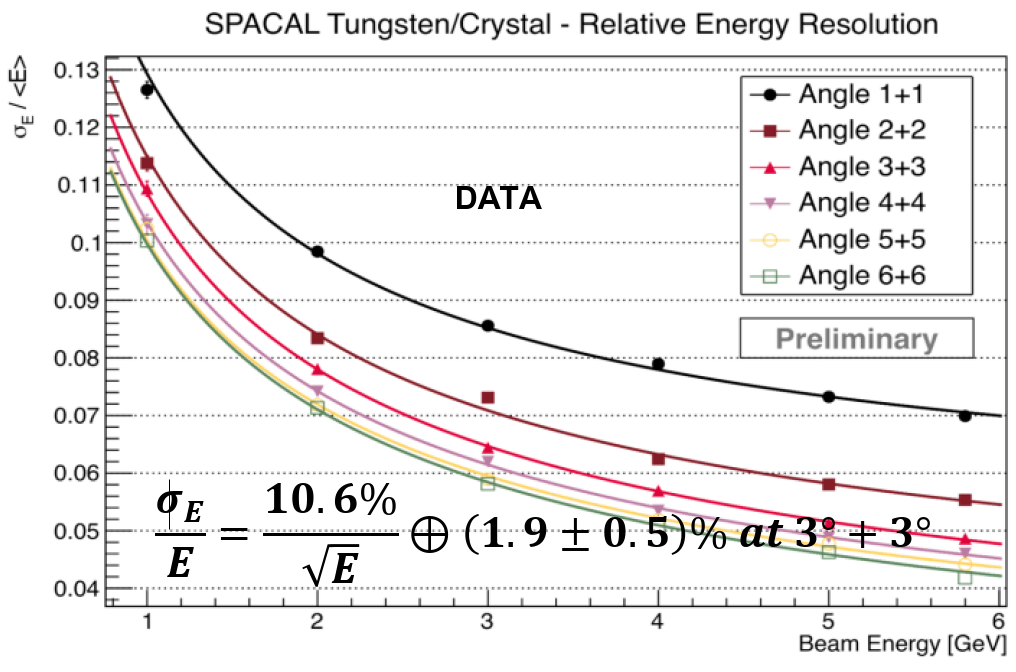 SPACAL Tungsten/Crystal - Relative Energy Resolution
σE / <E>
0.13
0.12
0.11
0.1
0.09
0.08
0.07
0.06
0.05
0.04
Angle 1+1
Angle 2+2
Angle 3+3
Angle 4+4
Angle 5+5
Angle 6+6
DATA
Preliminary
σE/E = 10.6%/√E ⊕ (1.9 ± 0.5)% at 3° + 3°
1 2 3 4 5 6
Beam Energy [GeV]